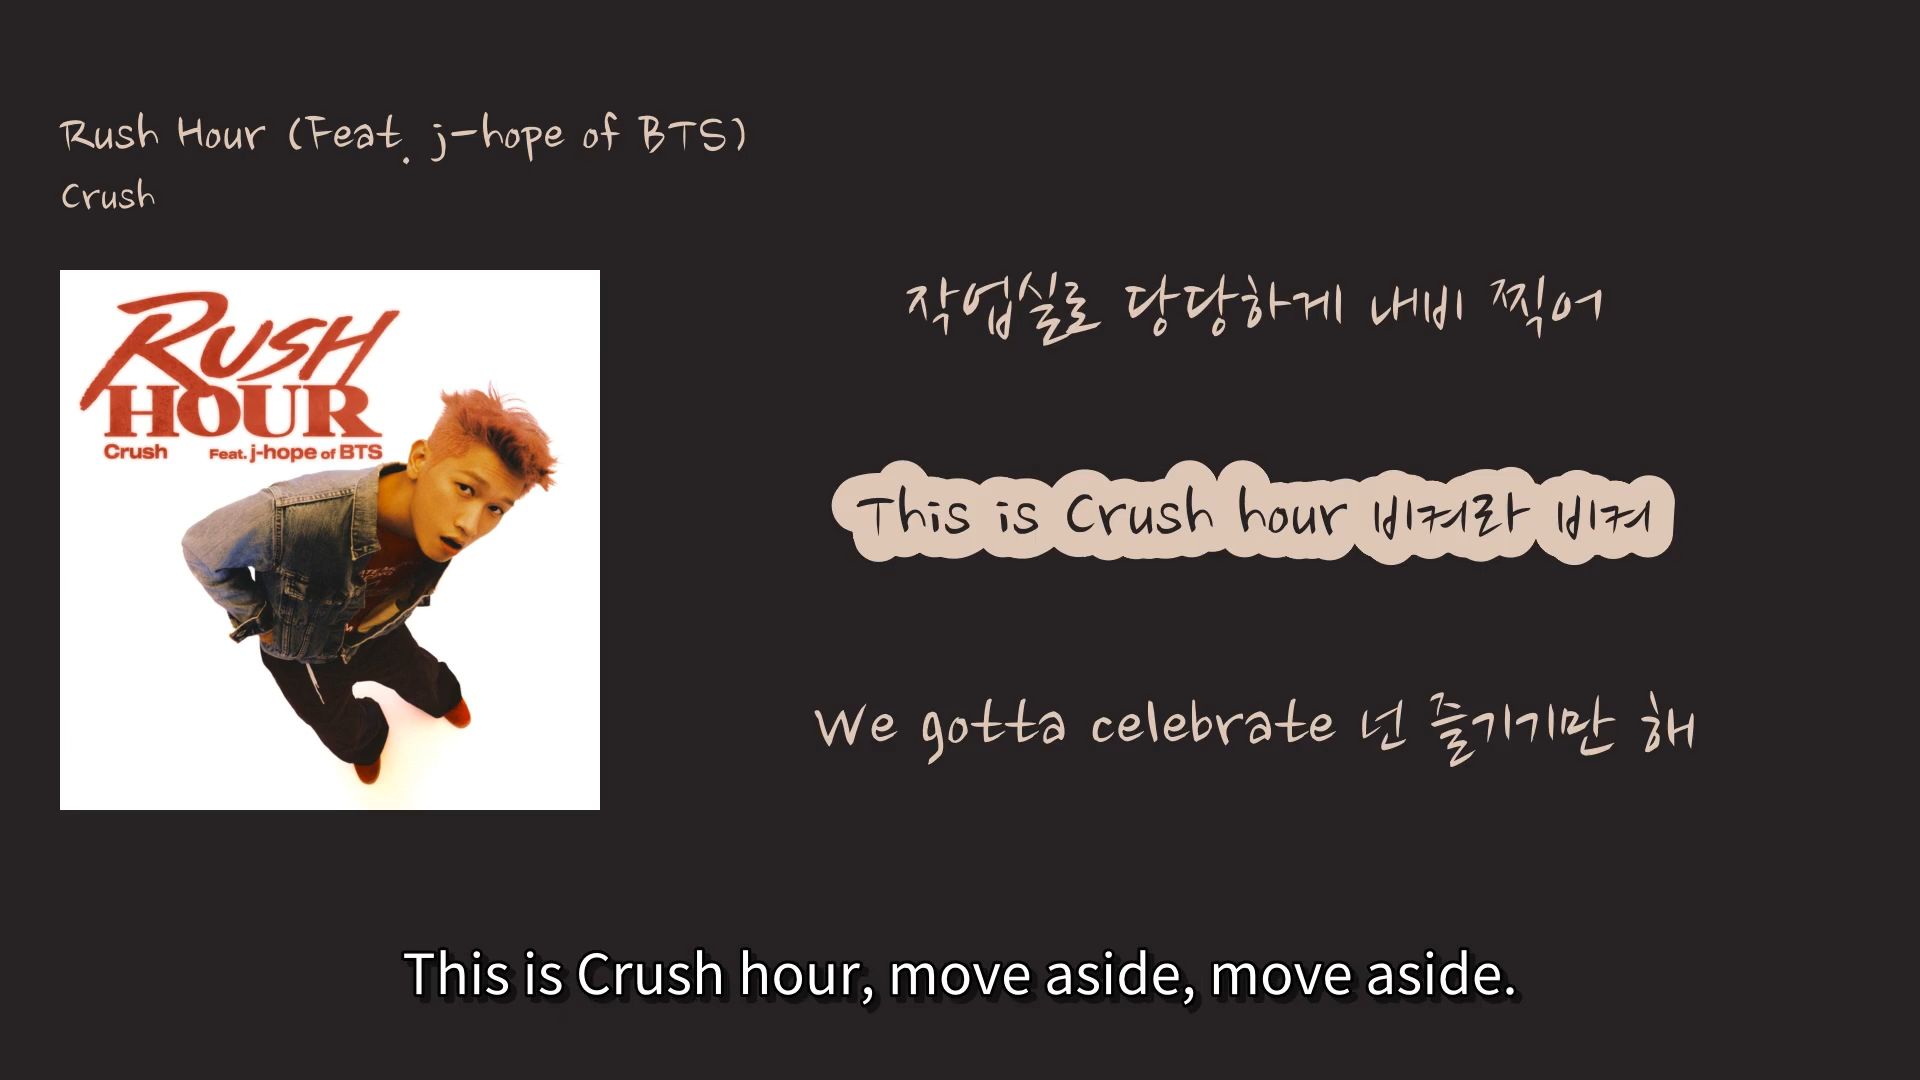 Rush Hour (Feat. j-hope of BTS)
Crush
RUSH
HOUR
Crush Feat. j-hope of BTS
작업실로 당당하게 내비 찍어
This is Crush hour 비켜라 비켜
We gotta celebrate 넌 즐기기만 해
This is Crush hour, move aside, move aside.